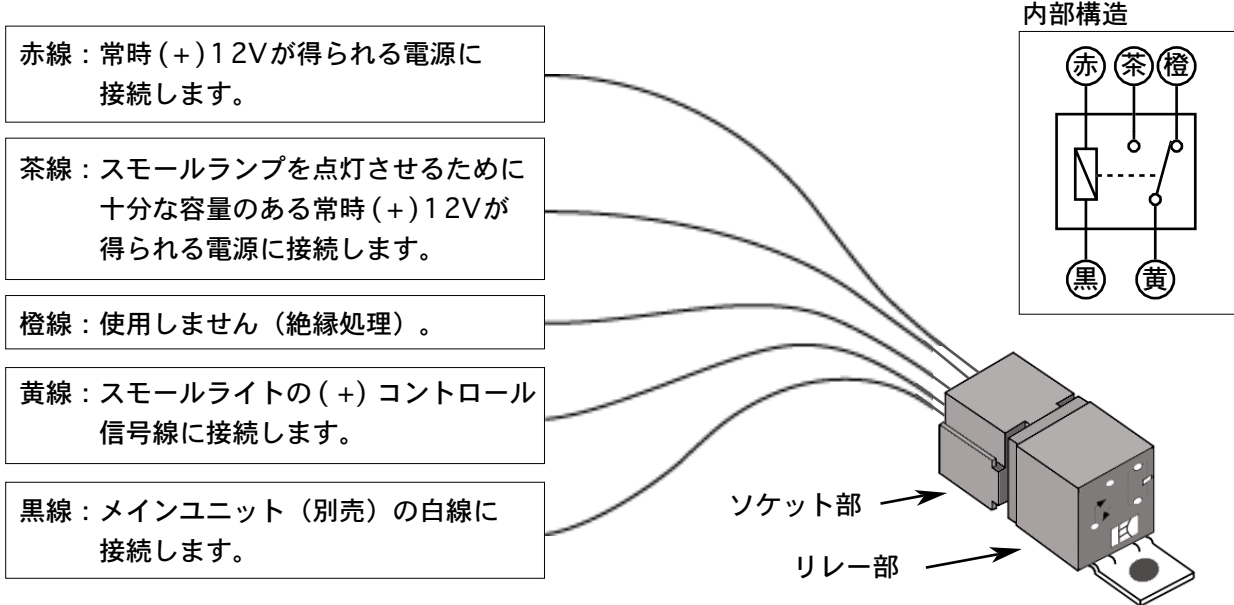 内部構造
赤 茶 橙
黒 黄
赤線：常時(+)12Vが得られる電源に
接続します。
茶線：スモールランプを点灯させるために
十分な容量のある常時(+)12Vが
得られる電源に接続します。
橙線：使用しません（絶縁処理）。
黄線：スモールライトの(+)コントロール
信号線に接続します。
黒線：メインユニット（別売）の白線に
接続します。
ソケット部
リレー部